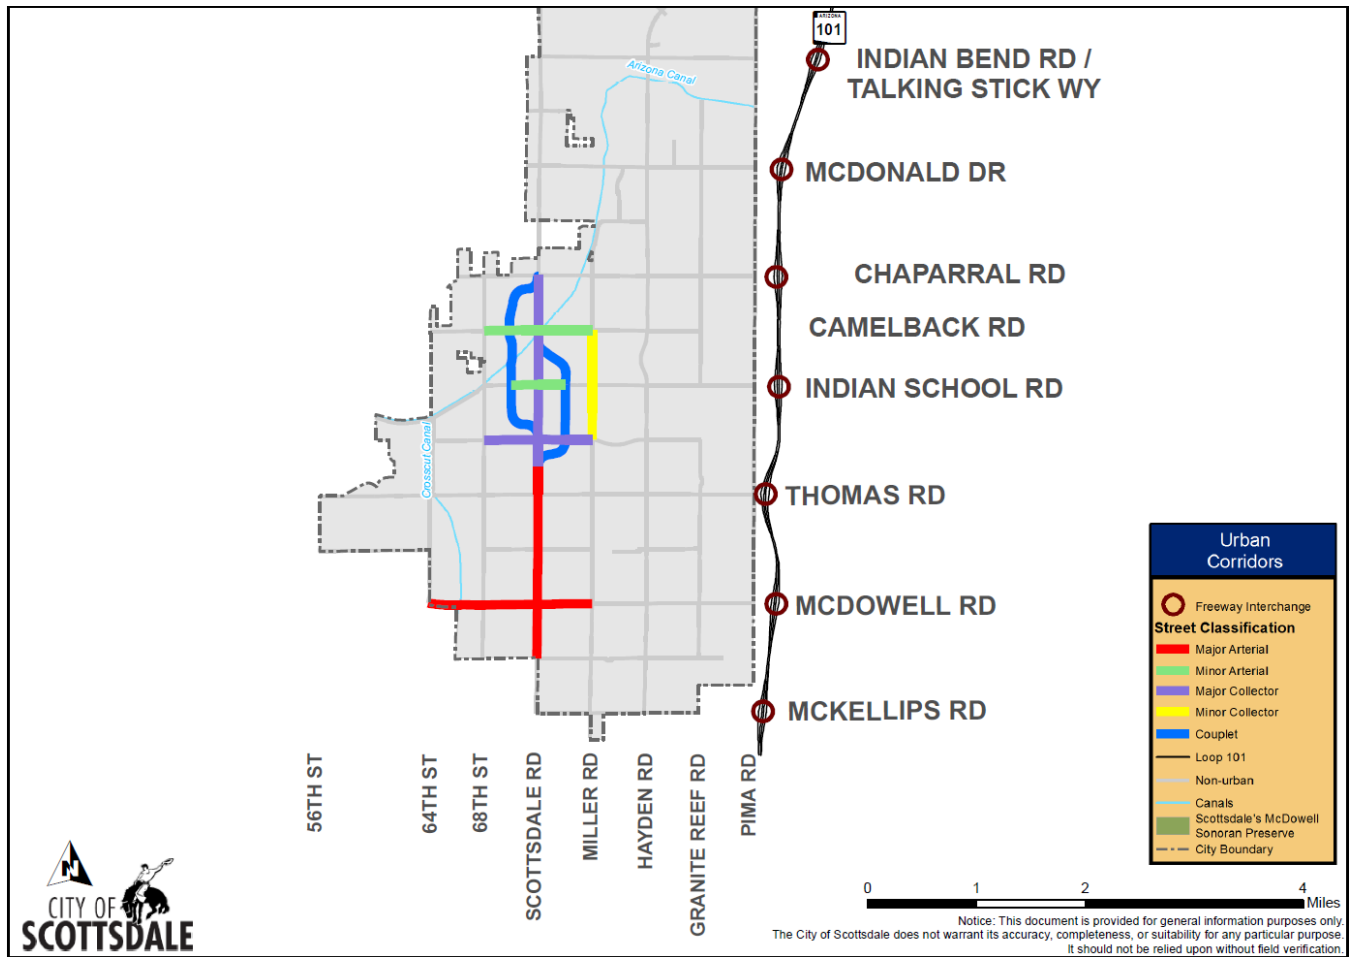 ARIZONA
101
INDIAN BEND RD /
TALKING STICK WY
Arizona Canal
MCDONALD DR
CHAPARRAL RD
CAMELBACK RD
INDIAN SCHOOL RD
Crosscut Canal
THOMAS RD
MCDOWELL RD
MCKELLIPS RD
56TH ST
64TH ST
68TH ST
SCOTTSDALE RD
MILLER RD
HAYDEN RD
GRANITE REEF RD
PIMA RD
Urban
Corridors
Freeway Interchange
Street Classification
Major Arterial
Minor Arterial
Major Collector
Minor Collector
Couplet
Loop 101
Non-urban
Canals
Scottsdale's McDowell
Sonoran Preserve
City Boundary
N
CITY OF
SCOTTSDALE
0 1 2 4
Miles
Notice: This document is provided for general information purposes only.
The City of Scottsdale does not warrant its accuracy, completeness, or suitability for any particular purpose.
It should not be relied upon without field verification.